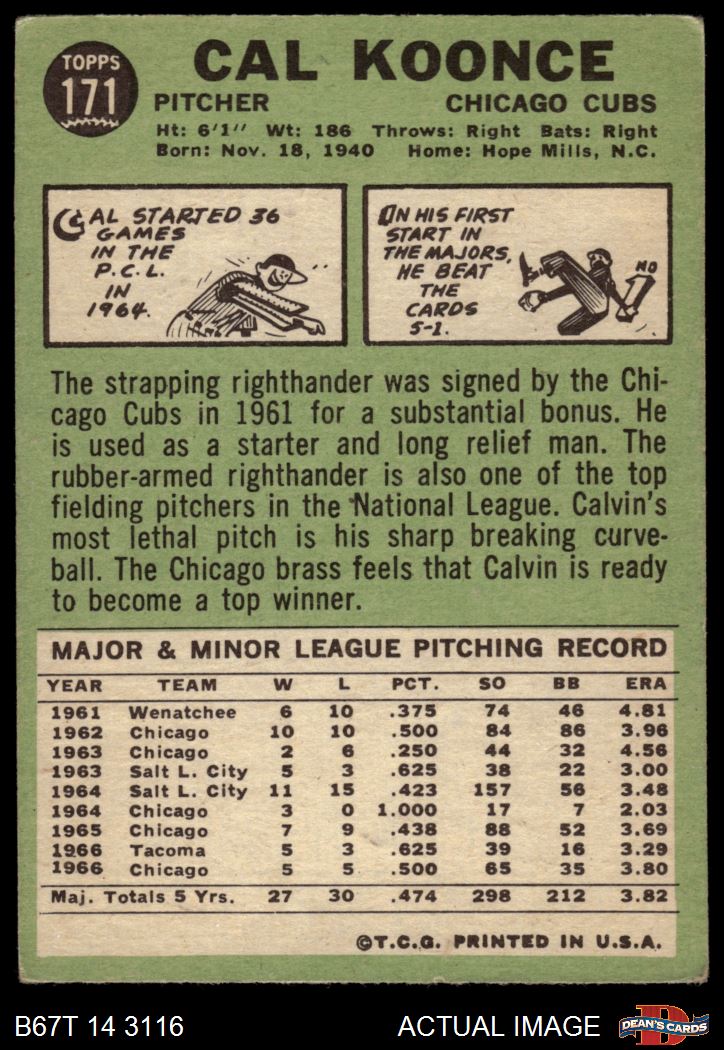 TOPPS
171
CAL KOONCE
PITCHER CHICAGO CUBS
Ht: 6'1" Wt: 186 Throws: Right Bats: Right
Born: Nov. 18, 1940 Home: Hope Mills, N.C.
CAL STARTED 36
GAMES
IN THE
P.C.L.
IN
1964.
ON HIS FIRST
START IN
THE MAJORS,
HE BEAT
THE
CARDS
5-1.
NO
1
The strapping righthander was signed by the Chi-
cago Cubs in 1961 for a substantial bonus. He
is used as a starter and long relief man. The
rubber-armed righthander is also one of the top
fielding pitchers in the National League. Calvin's
most lethal pitch is his sharp breaking curve-
ball. The Chicago brass feels that Calvin is ready
to become a top winner.
MAJOR & MINOR LEAGUE PITCHING RECORD
YEAR TEAM W L PCT. SO BB ERA
1961 Wenatchee 6 10 .375 74 46 4.81
1962 Chicago 10 10 .500 84 86 3.96
1963 Chicago 2 6 .250 44 32 4.56
1963 Salt L. City 5 3 .625 38 22 3.00
1964 Salt L. City 11 15 .423 157 56 3.48
1964 Chicago 3 0 1.000 17 7 2.03
1965 Chicago 7 9 .438 88 52 3.69
1966 Tacoma 5 3 .625 39 16 3.29
1966 Chicago 5 5 .500 65 35 3.80
Maj. Totals 5 Yrs. 27 30 .474 298 212 3.82
©T.C.G. PRINTED IN U.S.A.
B67T 14 3116 ACTUAL IMAGE
D
DEAN'S CARDS